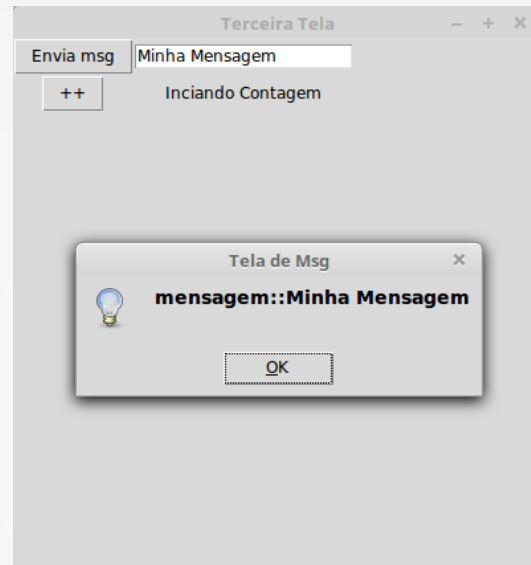 Terceira Tela
Envia msg Minha Mensagem
++ Inciando Contagem
Tela de Msg
mensagem::Minha Mensagem
OK